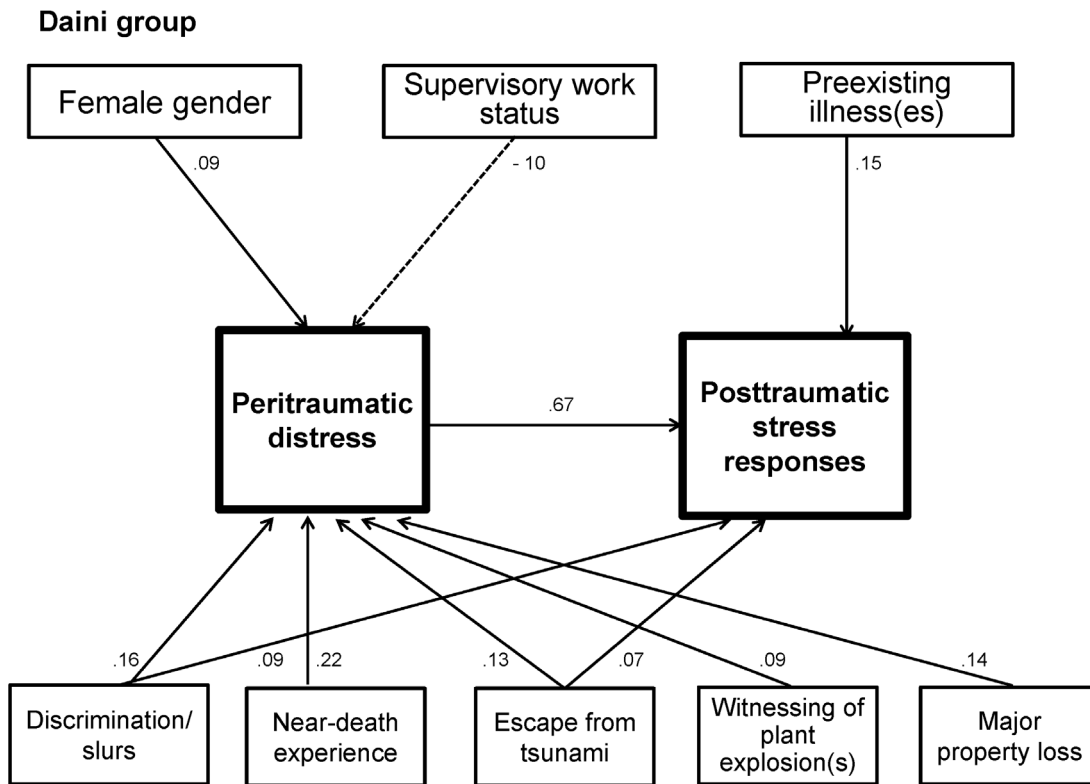 Daini group
Female gender
Supervisory work
status
Preexisting
illness(es)
.09
- 10
.15
Peritraumatic
distress
.67
Posttraumatic
stress
responses
.16
.09
.22
.13
.07
.09
.14
Discrimination/
slurs
Near-death
experience
Escape from
tsunami
Witnessing of
plant
explosion(s)
Major
property loss